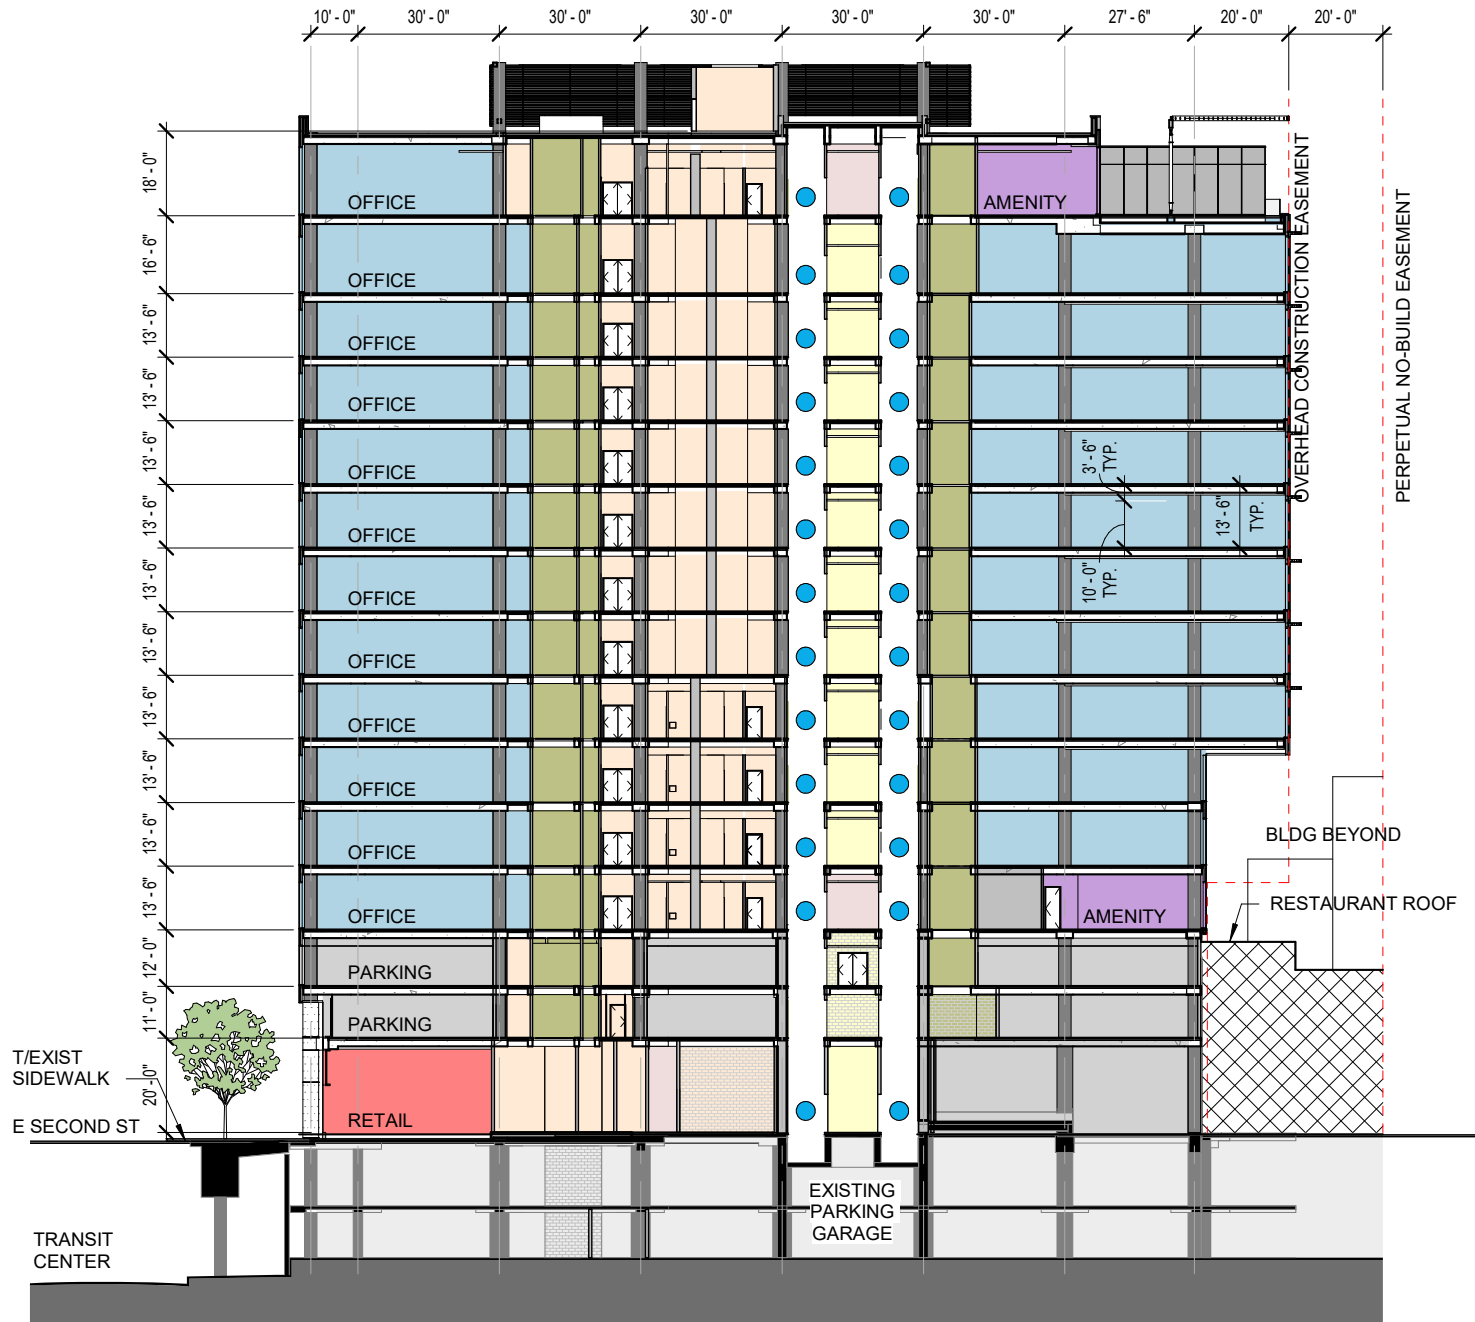 10' - 0"
30' - 0"
30' - 0"
30' - 0"
30' - 0"
27' - 6"
20' - 0"
20' - 0"
18' - 0"
OFFICE
AMENITY
OVERHEAD CONSTRUCTION EASEMENT
PERPETUAL NO-BUILD EASEMENT
16' - 6"
OFFICE
13' - 6"
OFFICE
13' - 6"
OFFICE
13' - 6"
OFFICE
3' - 6"
TYP.
13' - 6"
OFFICE
13' - 6"
TYP.
13' - 6"
OFFICE
10' - 0"
TYP.
13' - 6"
OFFICE
13' - 6"
OFFICE
13' - 6"
OFFICE
13' - 6"
OFFICE
BLDG BEYOND
13' - 6"
OFFICE
AMENITY
RESTAURANT ROOF
12' - 0"
PARKING
11' - 0"
PARKING
T/EXIST
SIDEWALK
20' - 0"
E SECOND ST
RETAIL
EXISTING
PARKING
GARAGE
TRANSIT
CENTER